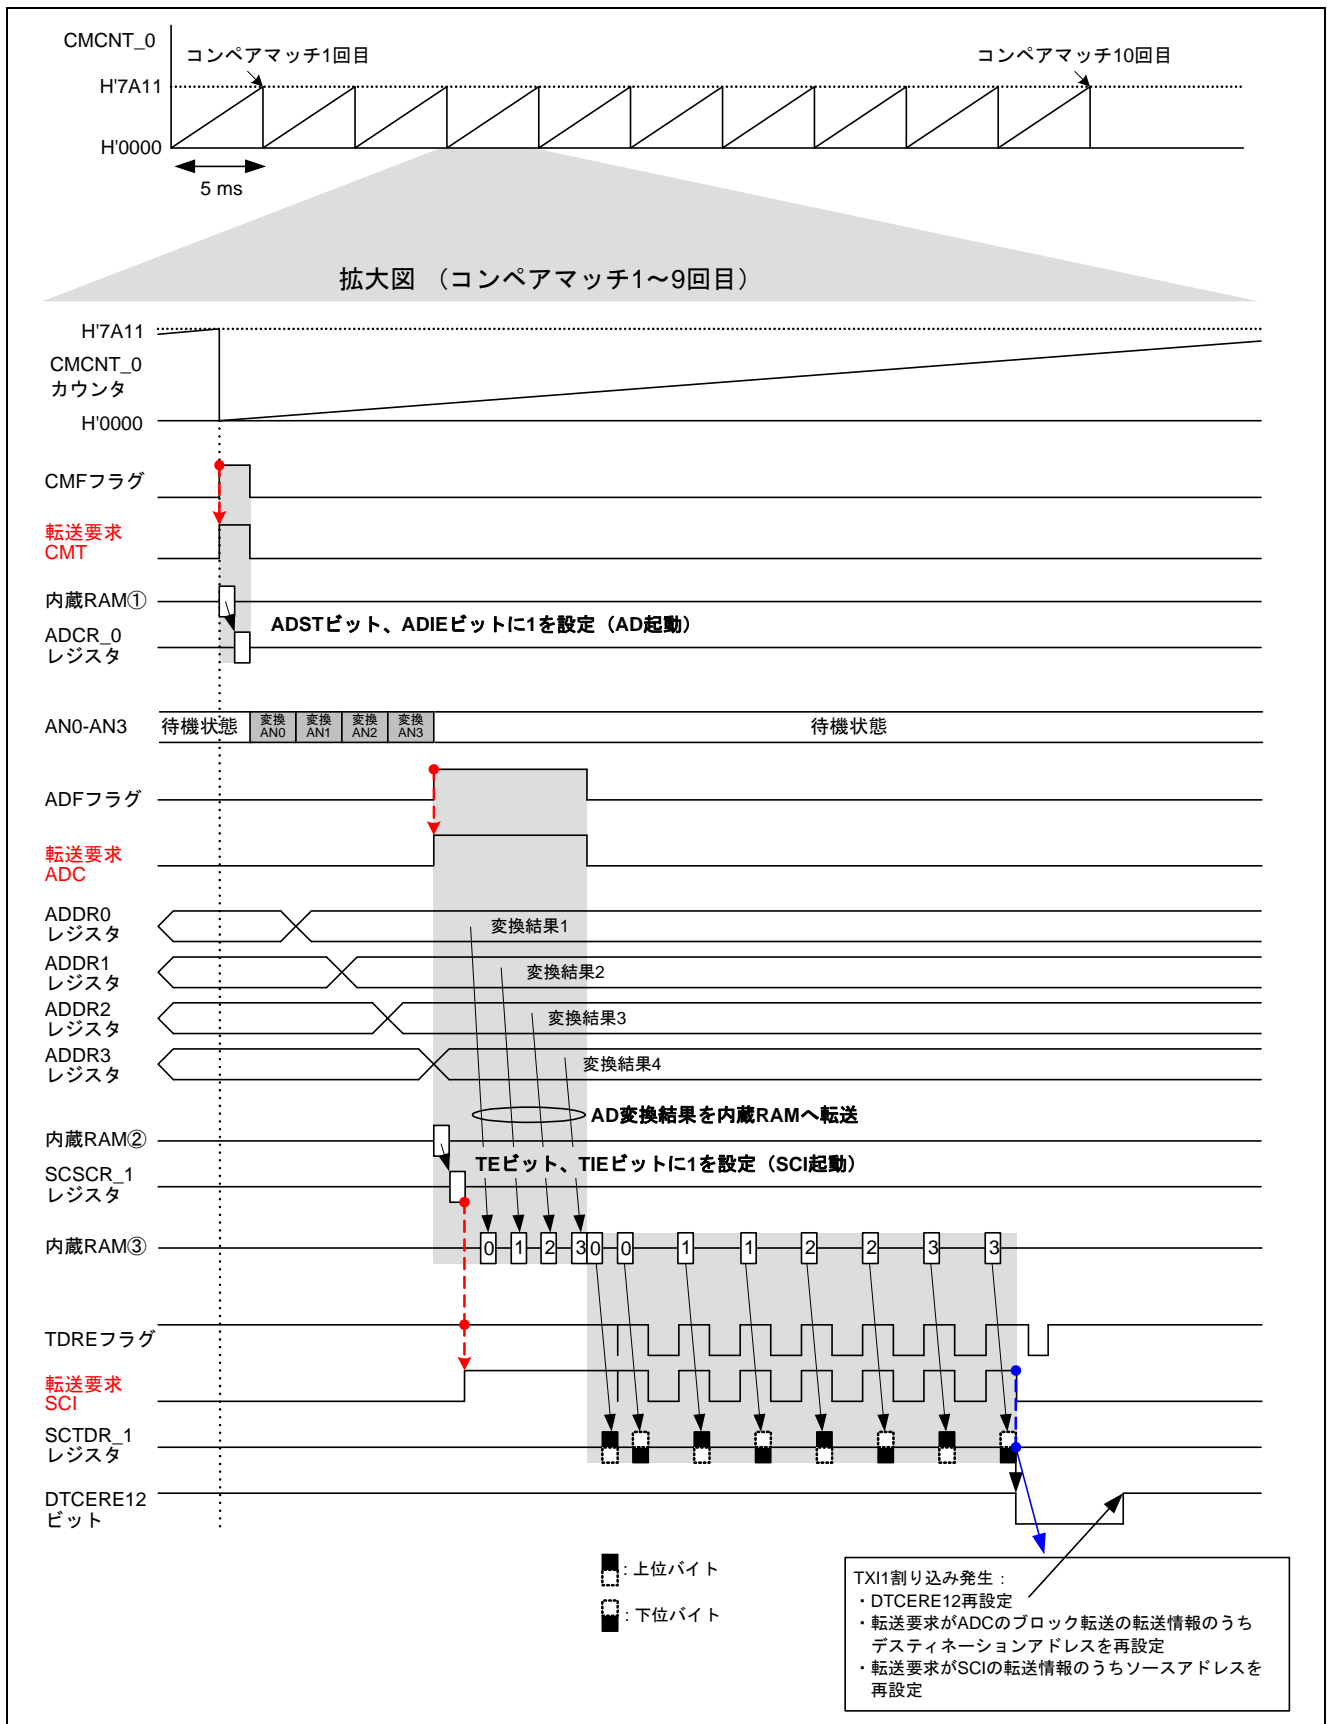 CMCNT_0
コンペアマッチ1回目
コンペアマッチ10回目
H'7A11
H'0000
5 ms
拡大図 （コンペアマッチ1～9回目）
H'7A11
CMCNT_0
カウンタ
H'0000
CMFフラグ
転送要求
CMT
内蔵RAM①
ADSTビット、ADIEビットに1を設定（AD起動）
ADCR_0
レジスタ
AN0-AN3
待機状態
変換
AN0
変換
AN1
変換
AN2
変換
AN3
待機状態
ADFフラグ
転送要求
ADC
ADDR0
レジスタ
変換結果1
ADDR1
レジスタ
変換結果2
ADDR2
レジスタ
変換結果3
ADDR3
レジスタ
変換結果4
AD変換結果を内蔵RAMへ転送
内蔵RAM②
TEビット、TIEビットに1を設定（SCI起動）
SCSCR_1
レジスタ
内蔵RAM③
0 1 2 3 0 0 1 1 2 2 3 3
TDREフラグ
転送要求
SCI
SCTDR_1
レジスタ
DTCERE12
ビット
：上位バイト
：下位バイト
TXI1割り込み発生：
・DTCERE12再設定
・転送要求がADCのブロック転送の転送情報のうち
デスティネーションアドレスを再設定
・転送要求がSCIの転送情報のうちソースアドレスを
再設定